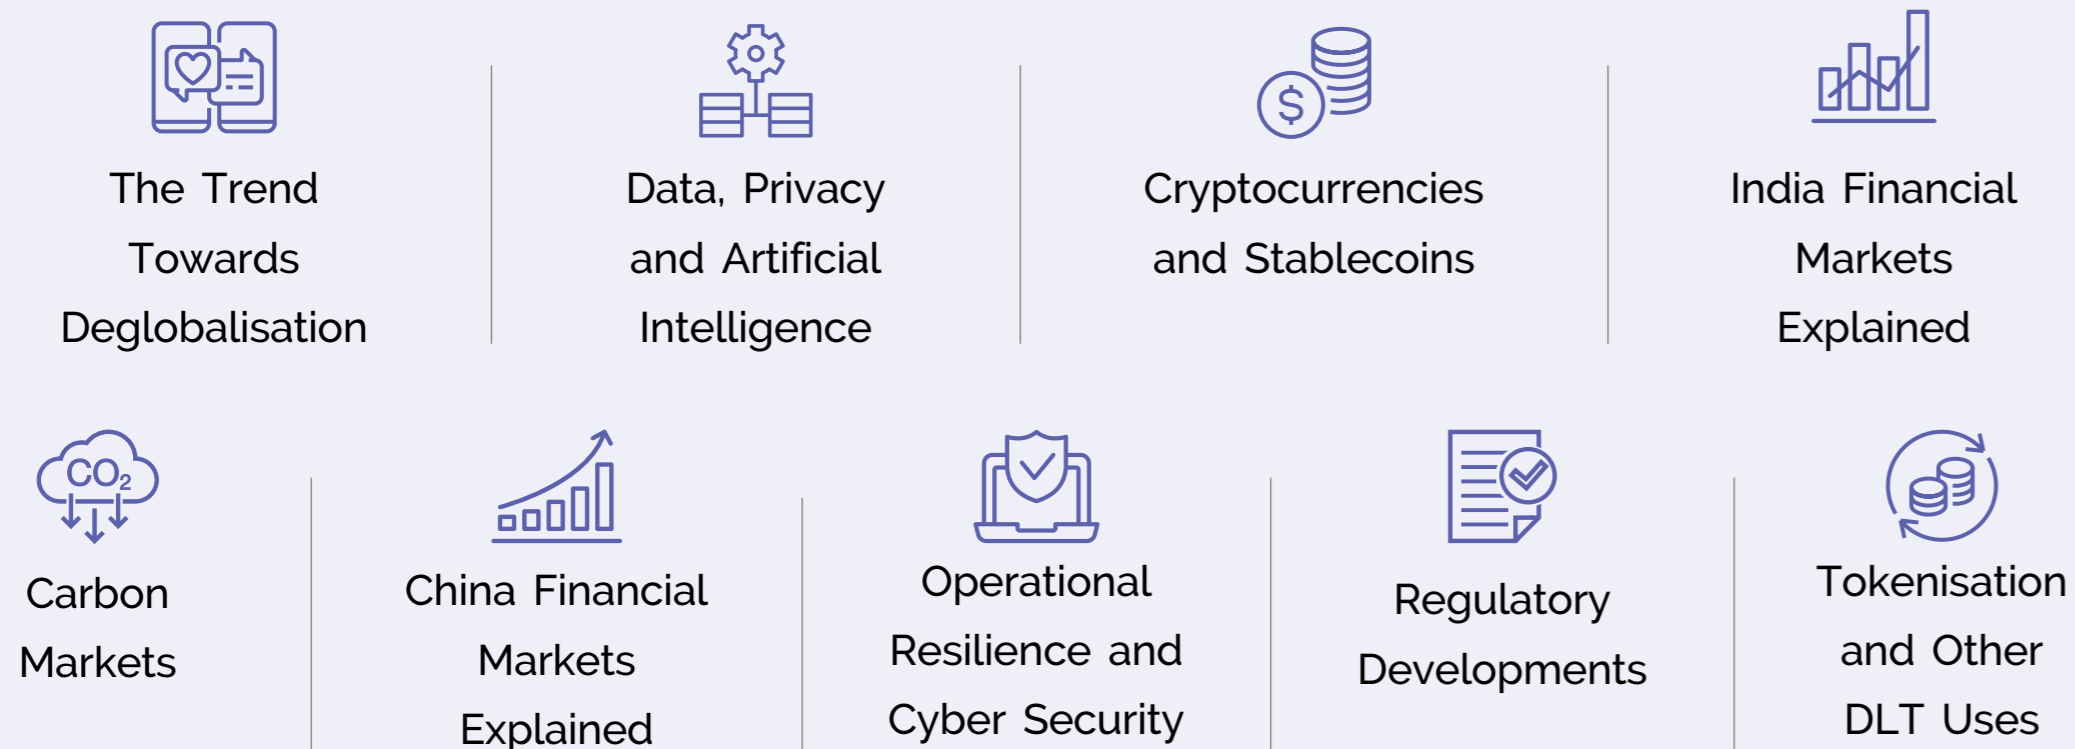 The Trend
Towards
Deglobalisation
Data, Privacy
and Artificial
Intelligence
$
Cryptocurrencies
and Stablecoins
India Financial
Markets
Explained
CO₂
Carbon
Markets
China Financial
Markets
Explained
Operational
Resilience and
Cyber Security
Regulatory
Developments
Tokenisation
and Other
DLT Uses